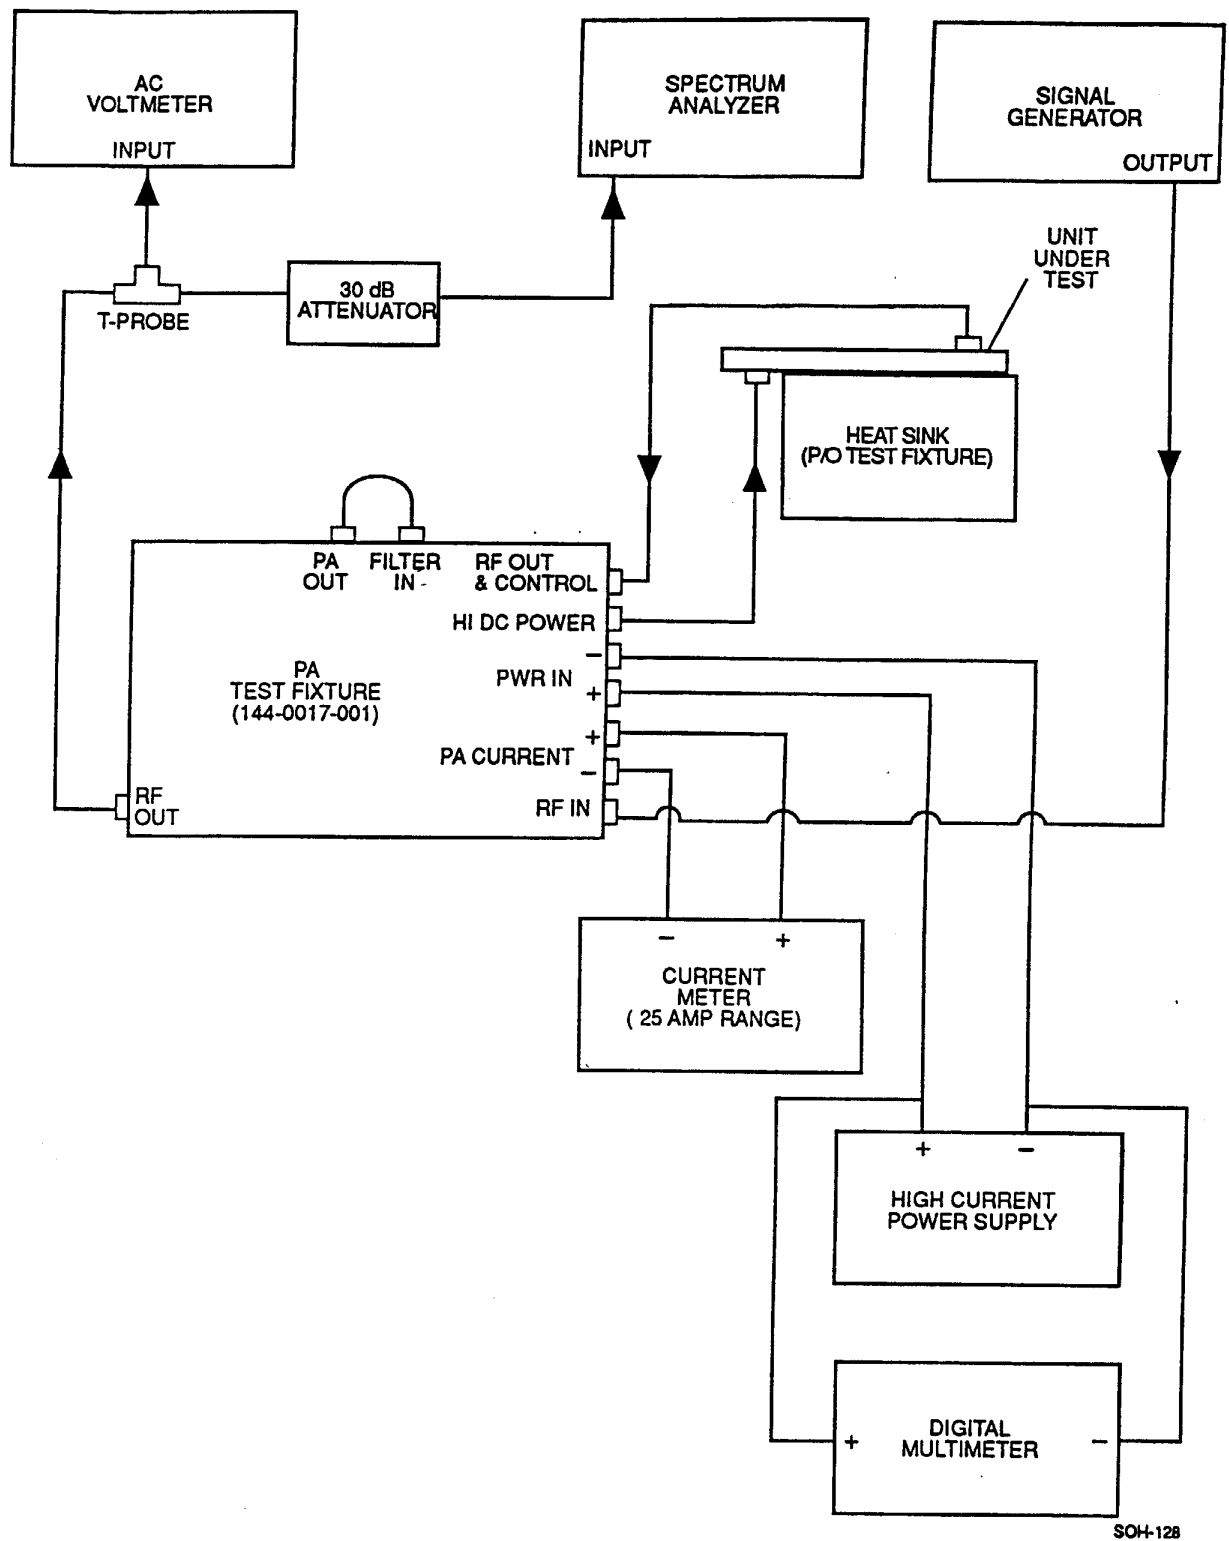 AC
VOLTMETER
INPUT
SPECTRUM
ANALYZER
INPUT
SIGNAL
GENERATOR
OUTPUT
UNIT
UNDER
TEST
30 dB
ATTENUATOR
T-PROBE
HEAT SINK
(P/O TEST FIXTURE)
PA
OUT
FILTER
IN
RF OUT
& CONTROL
HI DC POWER
−
PWR IN
+
PA
TEST FIXTURE
(144-0017-001)
+
PA CURRENT
−
RF IN
RF
OUT
− +
CURRENT
METER
( 25 AMP RANGE)
+ −
HIGH CURRENT
POWER SUPPLY
DIGITAL
+ MULTIMETER −
SOH-128